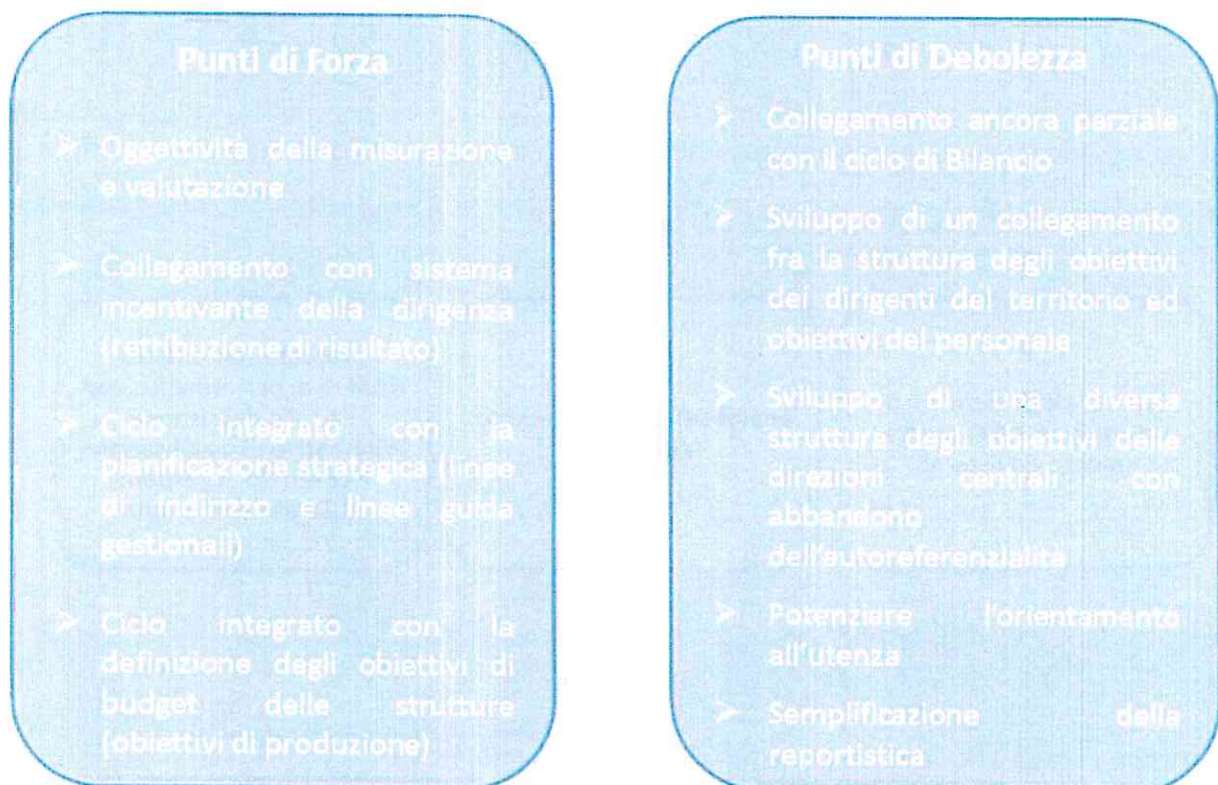 Punti di Forza
➢ Oggettività della misurazione
e valutazione
➢ Collegamento con sistema
incentivante della dirigenza
(retribuzione di risultato)
➢ Ciclo integrato con la
pianificazione strategica (linee
di indirizzo e linee guida
gestionali)
➢ Ciclo integrato con la
definizione degli obiettivi di
budget delle strutture
(obiettivi di produzione)
Punti di Debolezza
➢ Collegamento ancora parziale
con il ciclo di Bilancio
➢ Sviluppo di un collegamento
fra la struttura degli obiettivi
dei dirigenti del territorio ed
obiettivi del personale
➢ Sviluppo di una diversa
struttura degli obiettivi delle
direzioni centrali con
abbandono
dell'autoreferenzialità
➢ Potenziare l'orientamento
all'utenza
➢ Semplificazione della
reportistica